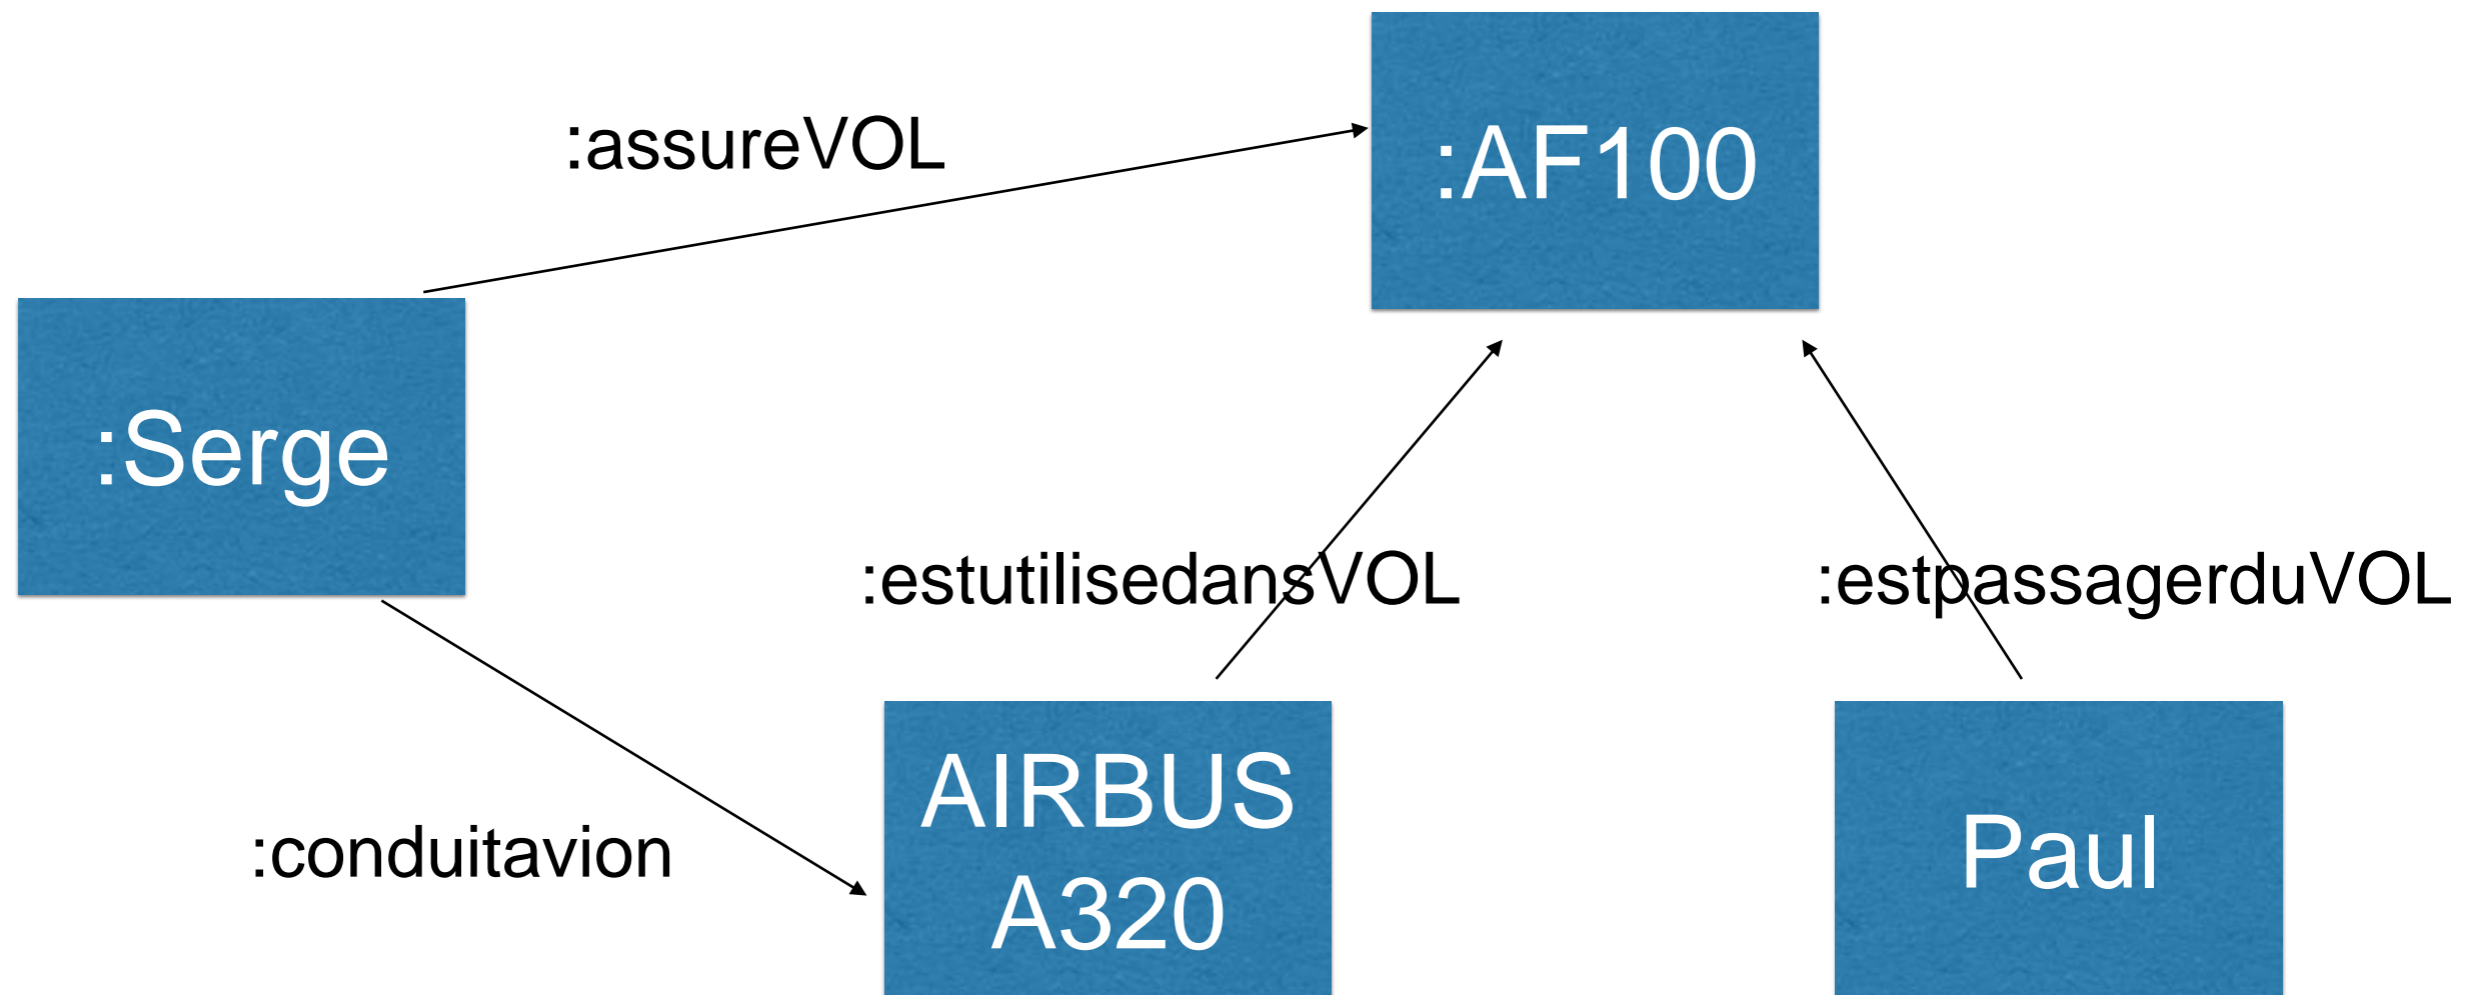 :AF100
:assureVOL
:Serge
:estutilisedansVOL
:estpassagerduVOL
:conduitavion
AIRBUS
A320
Paul